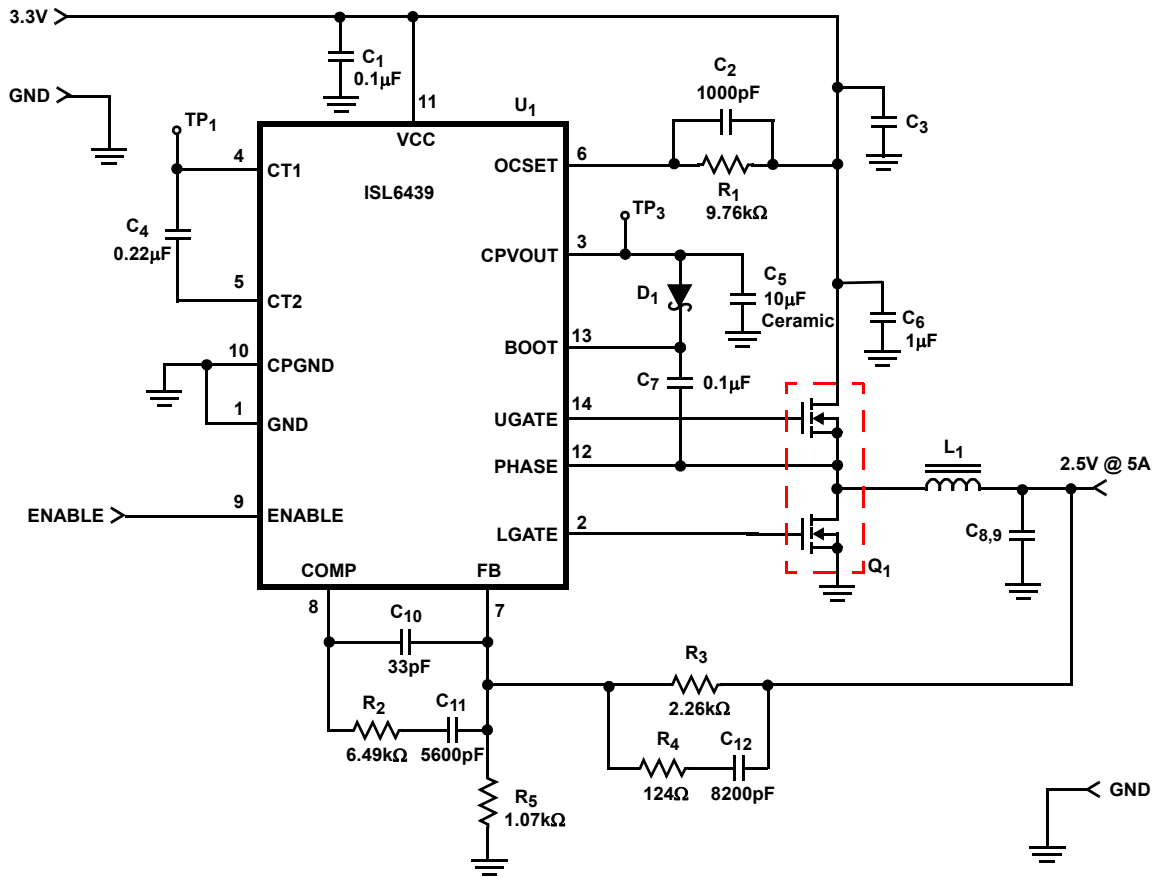 3.3V
C1
0.1µF
GND
TP1
11
U1
VCC
ISL6439
4
CT1
C4
0.22µF
5
CT2
10
CPGND
1
GND
ENABLE
9
ENABLE
COMP
FB
8
7
OCSET
6
C2
1000pF
R1
9.76kΩ
C3
TP3
CPVOUT
3
D1
C5
10µF
Ceramic
C6
1µF
BOOT
13
C7
0.1µF
UGATE
14
PHASE
12
LGATE
2
Q1
L1
2.5V @ 5A
C8,9
C10
33pF
R2
6.49kΩ
C11
5600pF
R3
2.26kΩ
R4
124Ω
C12
8200pF
R5
1.07kΩ
GND